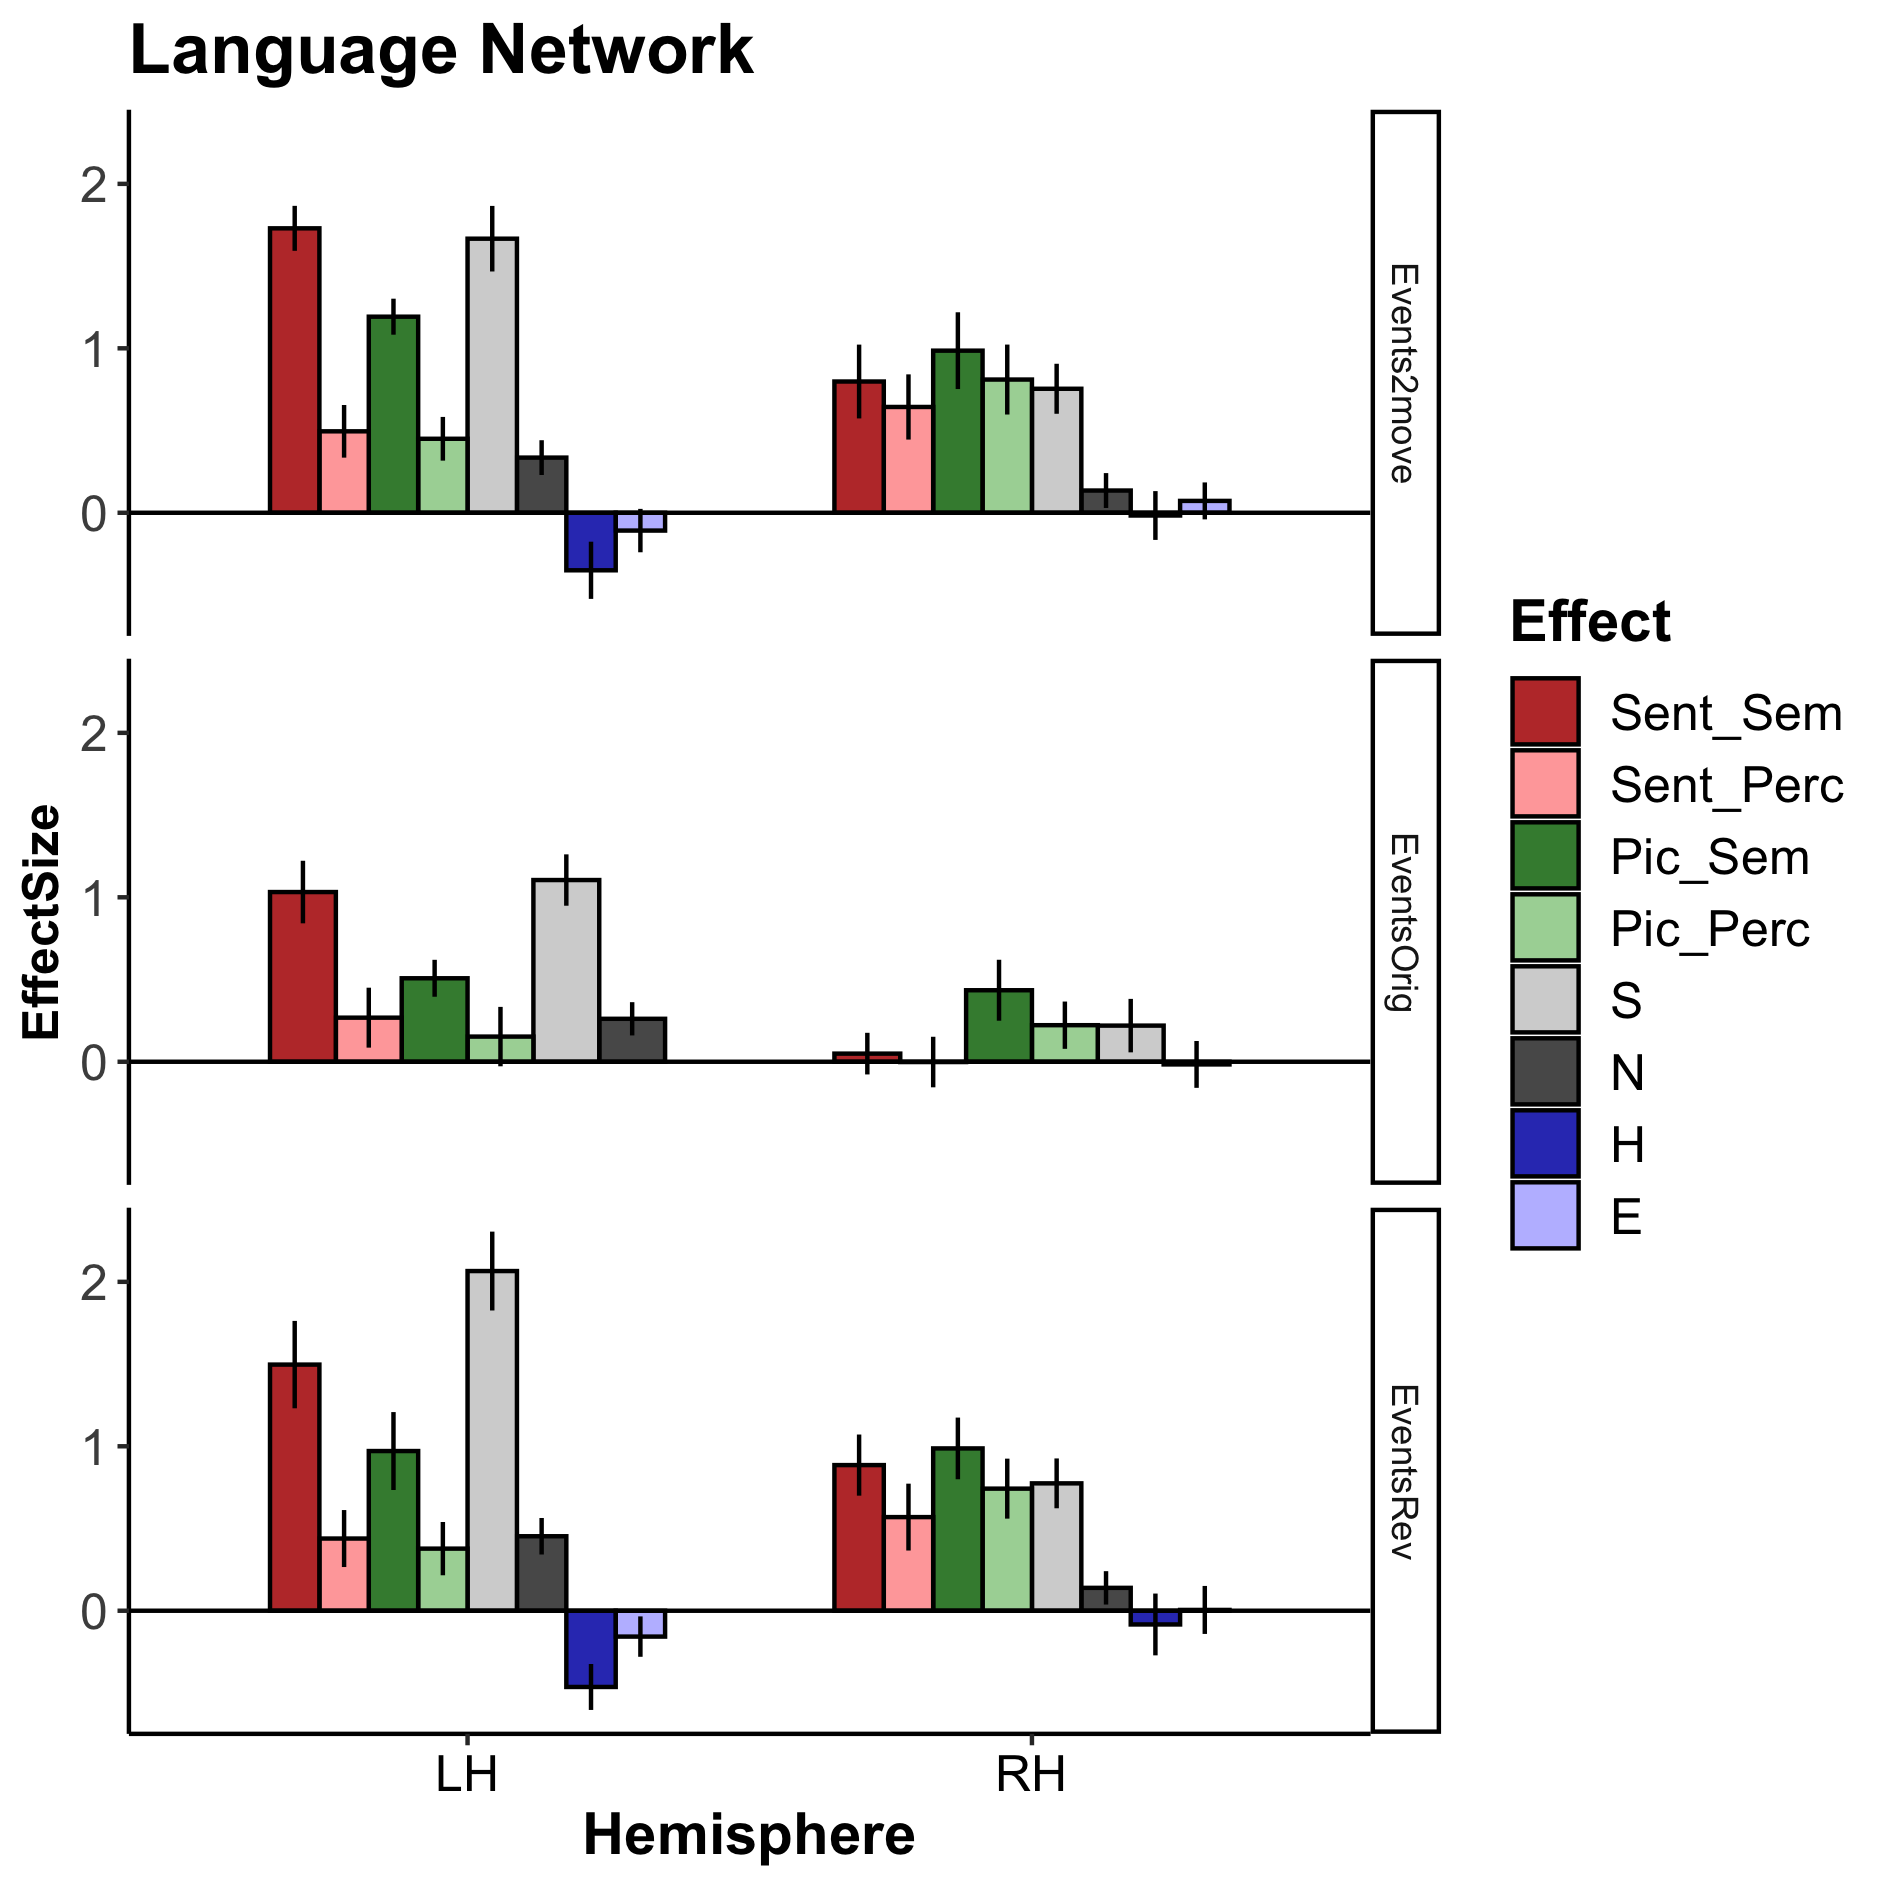 Language Network
EffectSize
2
1
0
Events2move
2
1
0
EventsOrig
2
1
0
EventsRev
LH
RH
Hemisphere
Effect
Sent_Sem
Sent_Perc
Pic_Sem
Pic_Perc
S
N
H
E